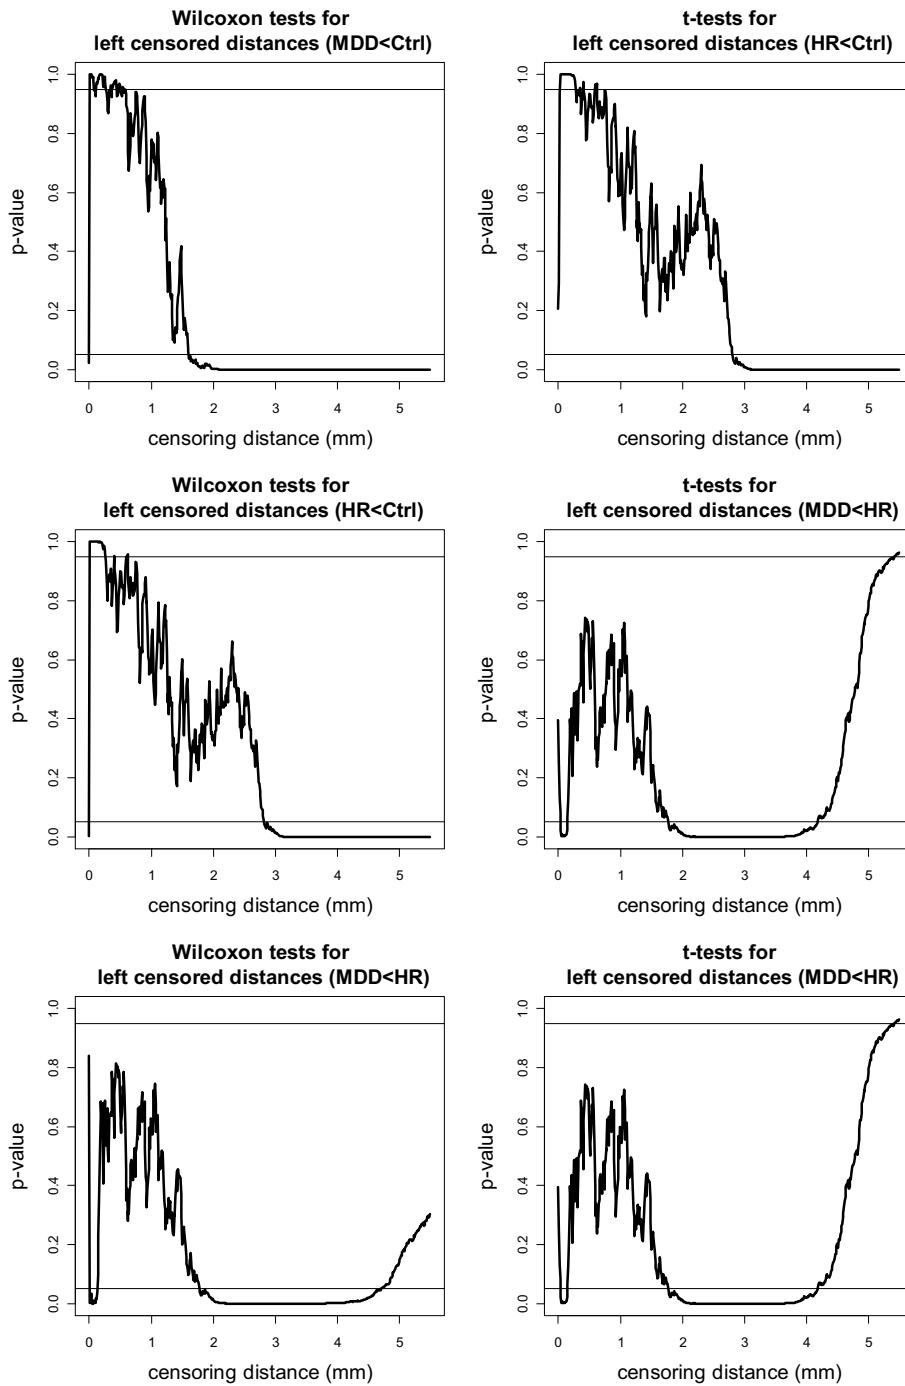 Wilcoxon tests for
left censored distances (MDD<Ctrl)
1.0
0.8
0.6
0.4
0.2
0.0
p-value
0 1 2 3 4 5
censoring distance (mm)
t-tests for
left censored distances (HR<Ctrl)
1.0
0.8
0.6
0.4
0.2
0.0
p-value
0 1 2 3 4 5
censoring distance (mm)
Wilcoxon tests for
left censored distances (HR<Ctrl)
1.0
0.8
0.6
0.4
0.2
0.0
p-value
0 1 2 3 4 5
censoring distance (mm)
t-tests for
left censored distances (MDD<HR)
1.0
0.8
0.6
0.4
0.2
0.0
p-value
0 1 2 3 4 5
censoring distance (mm)
Wilcoxon tests for
left censored distances (MDD<HR)
1.0
0.8
0.6
0.4
0.2
0.0
p-value
0 1 2 3 4 5
censoring distance (mm)
t-tests for
left censored distances (MDD<HR)
1.0
0.8
0.6
0.4
0.2
0.0
p-value
0 1 2 3 4 5
censoring distance (mm)